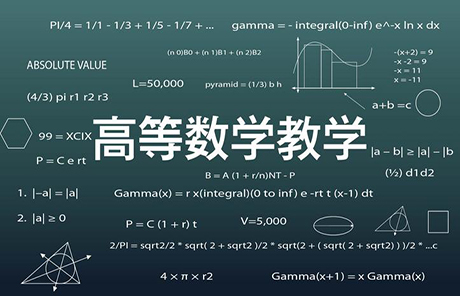 PI/4 = 1/1 - 1/3 + 1/5 - 1/7 + ...
gamma = - integral(0-inf) e^-x ln x dx
(n 0)B0 + (n 1)B1 + (n 2)B2)
-(x+2) = 9
-x -2 = 9
-x = 11
x = -11
ABSOLUTE VALUE
L=50,000
pyramid = (1/3) b h
(4/3) pi r1 r2 r3
a+b =c
99 = XCIX
高等数学教学
|a – b| ≥ |a| – |b|
P = C e rt
B = A (1 + r/n)NT - P
(½) d1d2
1. |–a| = |a|
Gamma(x) = r x(integral)(0 to inf) e -rt t (x-1) dt
2. |a| ≥ 0
P = C (1 + r) t
V=5,000
2/PI = sqrt2/2 * sqrt( 2 + sqrt2 )/2 * sqrt(2 + ( sqrt( 2 + sqrt2) ) )/2 * ...c
4 × π × r2
Gamma(x+1) = x Gamma(x)